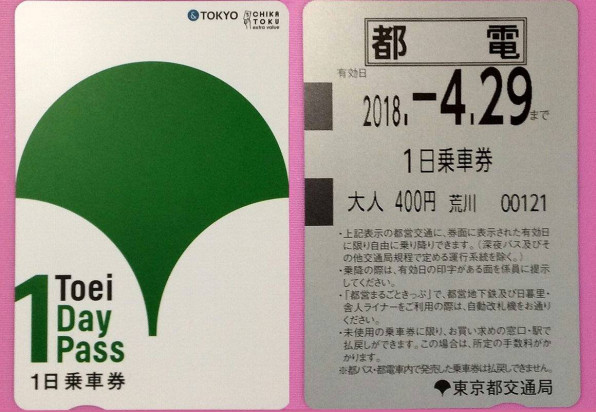 &TOKYO
CHIKA
TOKU
extra value
1 Toei
Day
Pass
1日乗車券
都 電
有効日
2018.-4.29まで
1日乗車券
大人 400円 荒川 00121
・上記表示の都営交通に、券面に表示された有効日
に限り自由に乗り降りできます。(深夜バス及びそ
の他交通局規程で定める運行系統を除く。)
・乗降の際は、有効日の印字がある面を係員に提示
してください。
・「都営まるごときっぷ」で、都営地下鉄及び日暮里・
舎人ライナーをご利用の際は、自動改札機をお通り
ください。
・未使用の乗車券に限り、お買い求めの窓口・駅で
払戻しができます。この場合は、所定の手数料がか
かります。
※都バス・都電車内で発売した乗車券は払戻しできません。
東京都交通局